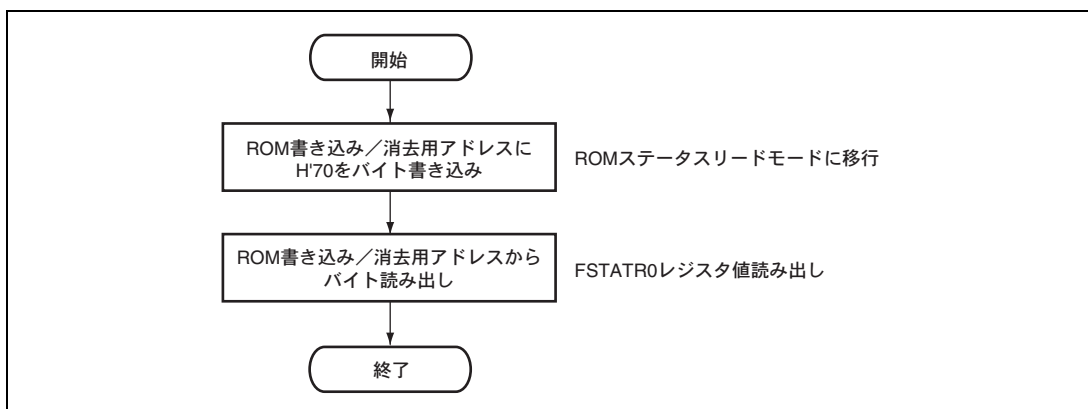 開始
ROM書き込み／消去用アドレスに
H'70をバイト書き込み
ROMステータスリードモードに移行
ROM書き込み／消去用アドレスから
バイト読み出し
FSTATR0レジスタ値読み出し
終了